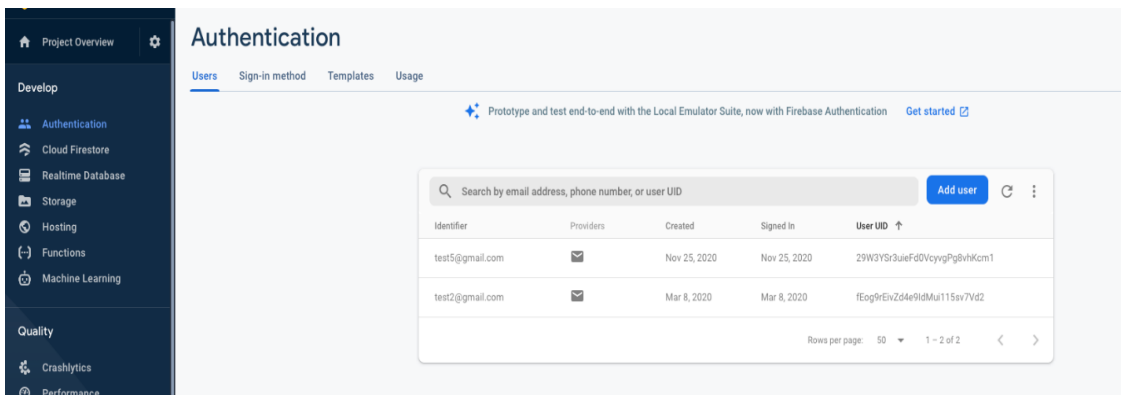 Project Overview
Develop
Authentication
Cloud Firestore
Realtime Database
Storage
Hosting
Functions
Machine Learning
Quality
Crashlytics
Performance
Authentication
Users Sign-in method Templates Usage
Prototype and test end-to-end with the Local Emulator Suite, now with Firebase Authentication Get started
Search by email address, phone number, or user UID Add user
Identifier Providers Created Signed In User UID
test5@gmail.com Nov 25, 2020 Nov 25, 2020 29W3YSr3uieFd0VcyvgPg8vhKcm1
test2@gmail.com Mar 8, 2020 Mar 8, 2020 fEog9rEivZd4e9IdMui115sv7Vd2
Rows per page: 50 1 – 2 of 2